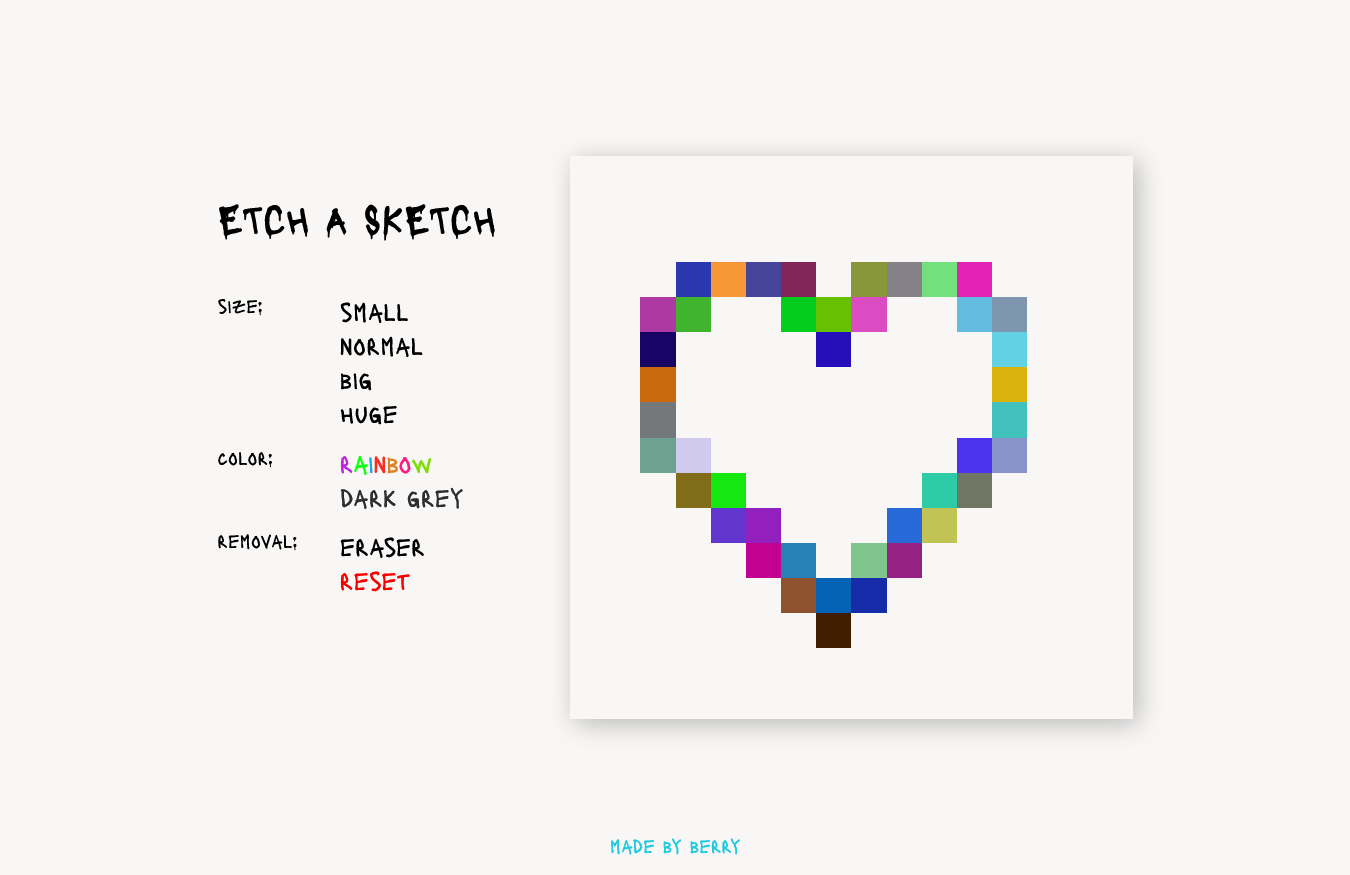 ETCH A SKETCH
SIZE:
SMALL
NORMAL
BIG
HUGE
COLOR:
RAINBOW
DARK GREY
REMOVAL:
ERASER
RESET
MADE BY BERRY